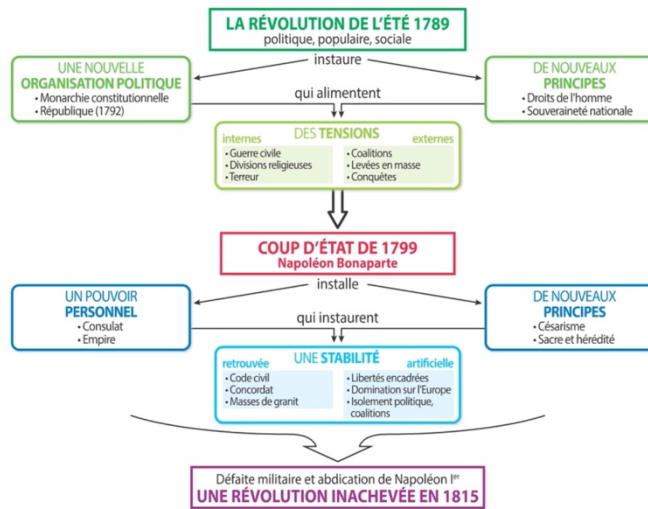 LA RÉVOLUTION DE L'ÉTÉ 1789
politique, populaire, sociale
instaure
UNE NOUVELLE
ORGANISATION POLITIQUE
• Monarchie constitutionnelle
• République (1792)
DE NOUVEAUX
PRINCIPES
• Droits de l'homme
• Souveraineté nationale
qui alimentent
DES TENSIONS
internes
• Guerre civile
• Divisions religieuses
• Terreur
externes
• Coalitions
• Levées en masse
• Conquêtes
COUP D'ÉTAT DE 1799
Napoléon Bonaparte
installe
UN POUVOIR
PERSONNEL
• Consulat
• Empire
DE NOUVEAUX
PRINCIPES
• Césarisme
• Sacre et hérédité
qui instaurent
UNE STABILITÉ
retrouvée
• Code civil
• Concordat
• Masses de granit
artificielle
• Libertés encadrées
• Domination sur l'Europe
• Isolement politique,
coalitions
Défaite militaire et abdication de Napoléon Ier
UNE RÉVOLUTION INACHEVÉE EN 1815